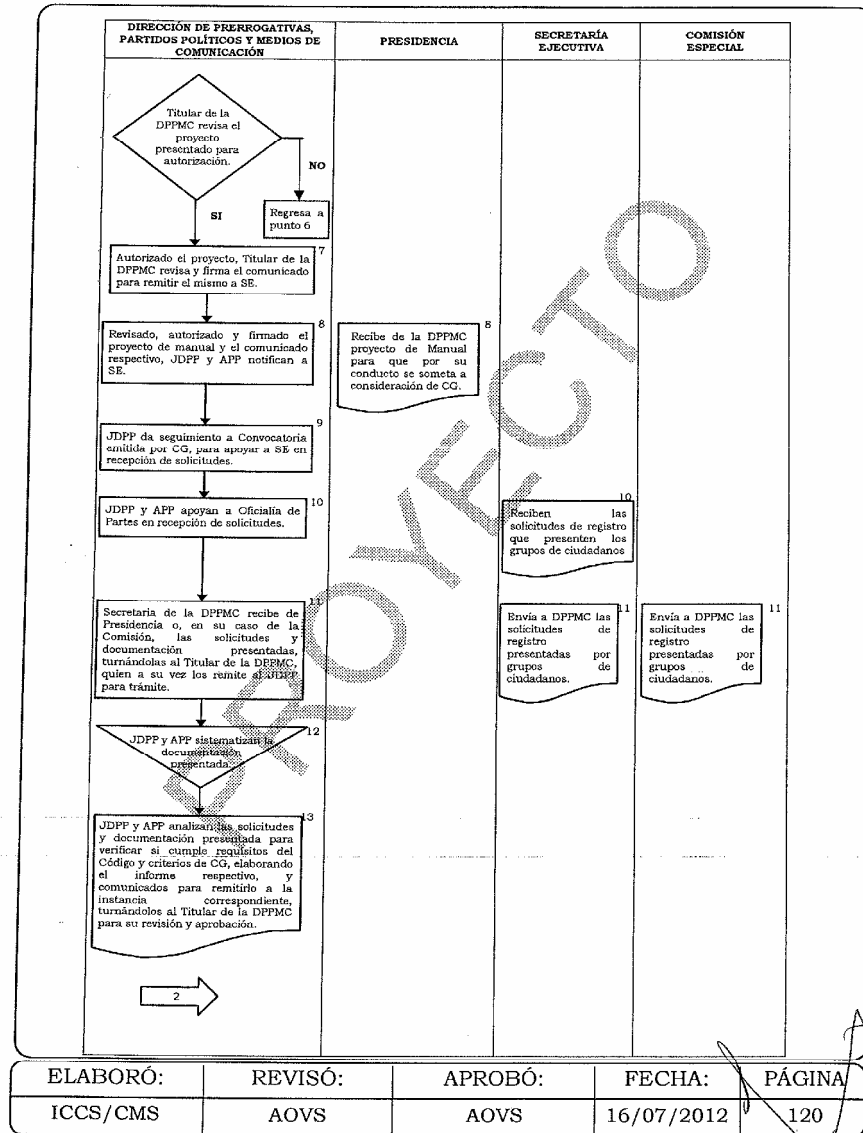 DIRECCIÓN DE PRERROGATIVAS,
PARTIDOS POLÍTICOS Y MEDIOS DE
COMUNICACIÓN
PRESIDENCIA
SECRETARÍA
EJECUTIVA
COMISIÓN
ESPECIAL
Titular de la
DPPMC revisa el
proyecto
presentado para
autorización.
NO
SI
Regresa a
punto 6
7
Autorizado el proyecto, Titular de la
DPPMC revisa y firma el comunicado
para remitir el mismo a SE.
8
Revisado, autorizado y firmado el
proyecto de manual y el comunicado
respectivo, JDPP y APP notifican a
SE.
8
Recibe de la DPPMC
proyecto de Manual
para que por su
conducto se someta a
consideración de CG.
9
JDPP da seguimiento a Convocatoria
emitida por CG, para apoyar a SE en
recepción de solicitudes.
10
JDPP y APP apoyan a Oficialía de
Partes en recepción de solicitudes.
10
Reciben las
solicitudes de registro
que presenten los
grupos de ciudadanos
11
Secretaria de la DPPMC recibe de
Presidencia o, en su caso de la
Comisión, las solicitudes y
documentación presentadas,
turnándolas al Titular de la DPPMC,
quien a su vez los remite al JDPP
para trámite.
11
Envía a DPPMC las
solicitudes de
registro
presentadas por
grupos de
ciudadanos.
11
Envía a DPPMC las
solicitudes de
registro
presentadas por
grupos de
ciudadanos.
12
JDPP y APP sistematizan la
documentación
presentada.
13
JDPP y APP analizan las solicitudes
y documentación presentada para
verificar si cumple requisitos del
Código y criterios de CG, elaborando
el informe respectivo, y
comunicados para remitirlo a la
instancia correspondiente,
turnándolos al Titular de la DPPMC
para su revisión y aprobación.
2
PROYECTO
ELABORÓ: REVISÓ: APROBÓ: FECHA: PÁGINA
ICCS/CMS AOVS AOVS 16/07/2012 120